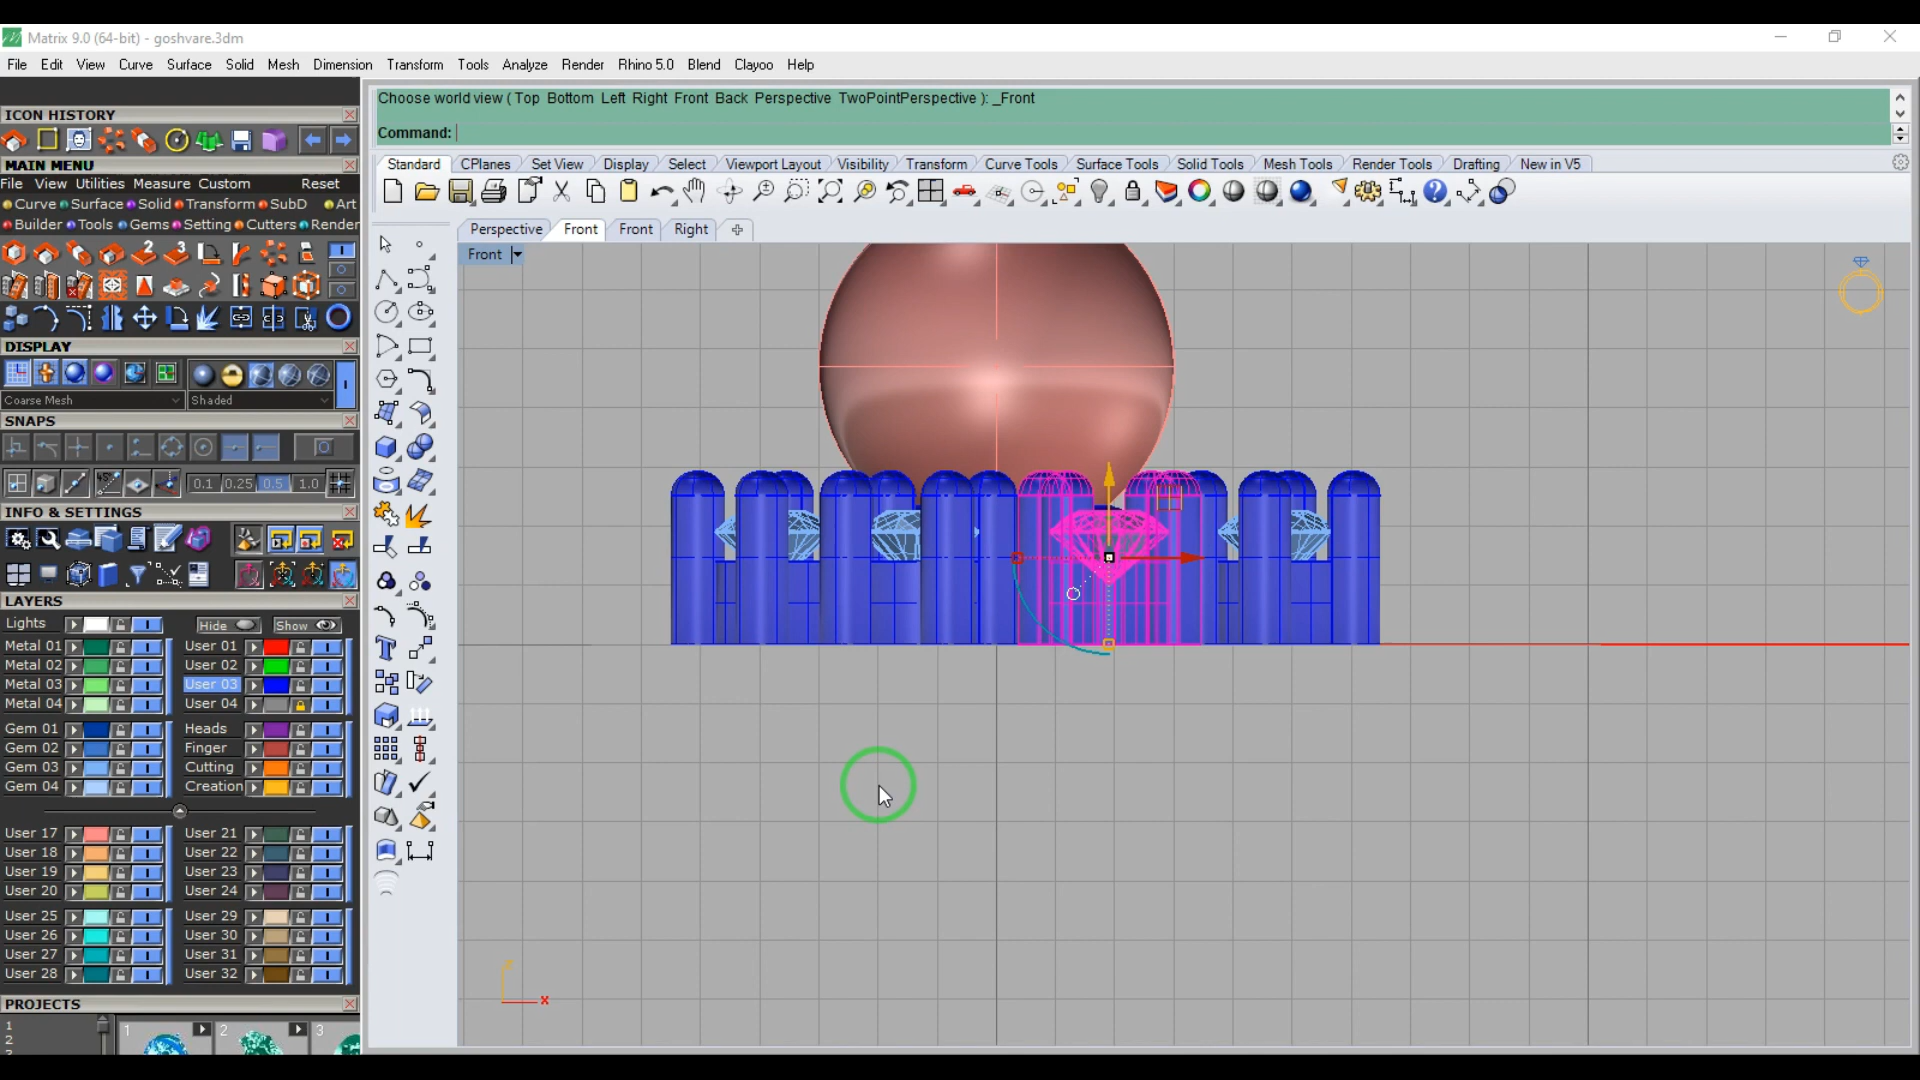 Matrix 9.0 (64-bit) - goshvare.3dm
File Edit View Curve Surface Solid Mesh Dimension Transform Tools Analyze Render Rhino 5.0 Blend Clayoo Help
ICON HISTORY
MAIN MENU
File View Utilities Measure Custom Reset
Curve Surface Solid Transform SubD Art
Builder Tools Gems Setting Cutters Render
2 3
DISPLAY
Coarse Mesh Shaded
SNAPS
45° 0.1 0.25 0.5 1.0
INFO & SETTINGS
LAYERS
Lights Hide Show
Metal 01 User 01
Metal 02 User 02
Metal 03 User 03
Metal 04 User 04
Gem 01 Heads
Gem 02 Finger
Gem 03 Cutting
Gem 04 Creation
User 17 User 21
User 18 User 22
User 19 User 23
User 20 User 24
User 25 User 29
User 26 User 30
User 27 User 31
User 28 User 32
PROJECTS
1 1 2 3
2
Choose world view ( Top Bottom Left Right Front Back Perspective TwoPointPerspective ): _Front
Command:
Standard CPlanes Set View Display Select Viewport Layout Visibility Transform Curve Tools Surface Tools Solid Tools Mesh Tools Render Tools Drafting New in V5
Perspective Front Front Right
Front
x